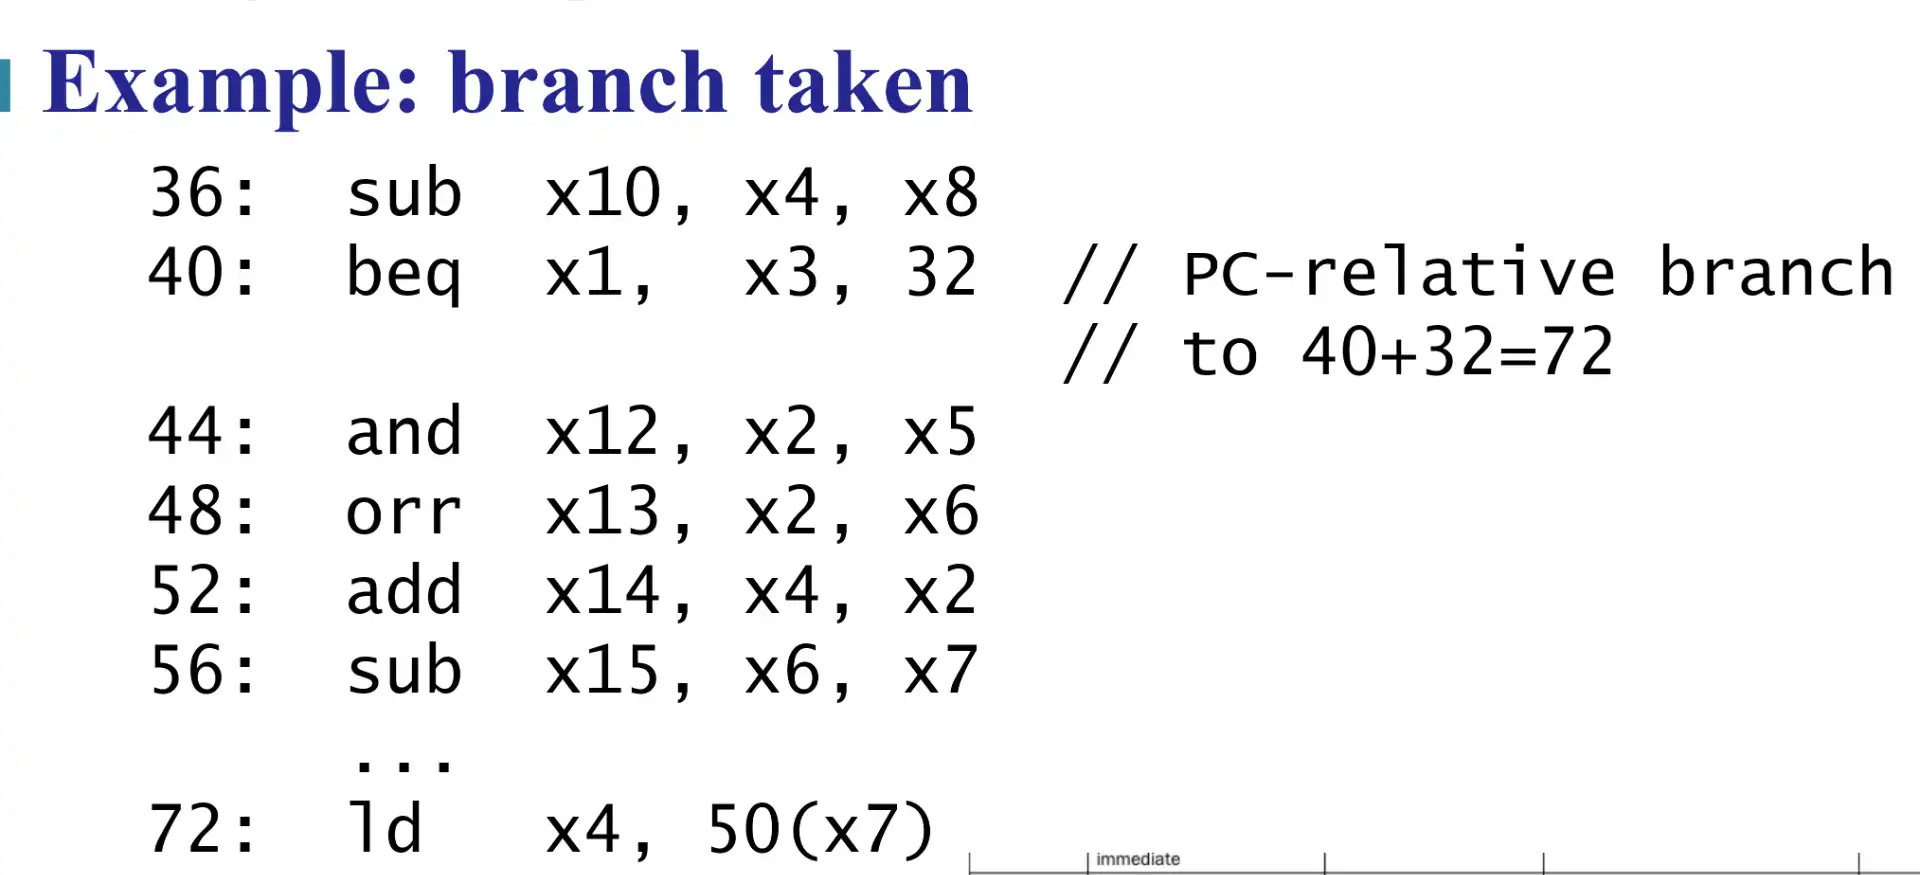 Example: branch taken
36: sub x10, x4, x8
40: beq x1, x3, 32 // PC-relative branch
// to 40+32=72
44: and x12, x2, x5
48: orr x13, x2, x6
52: add x14, x4, x2
56: sub x15, x6, x7
...
72: ld x4, 50(x7)
immediate